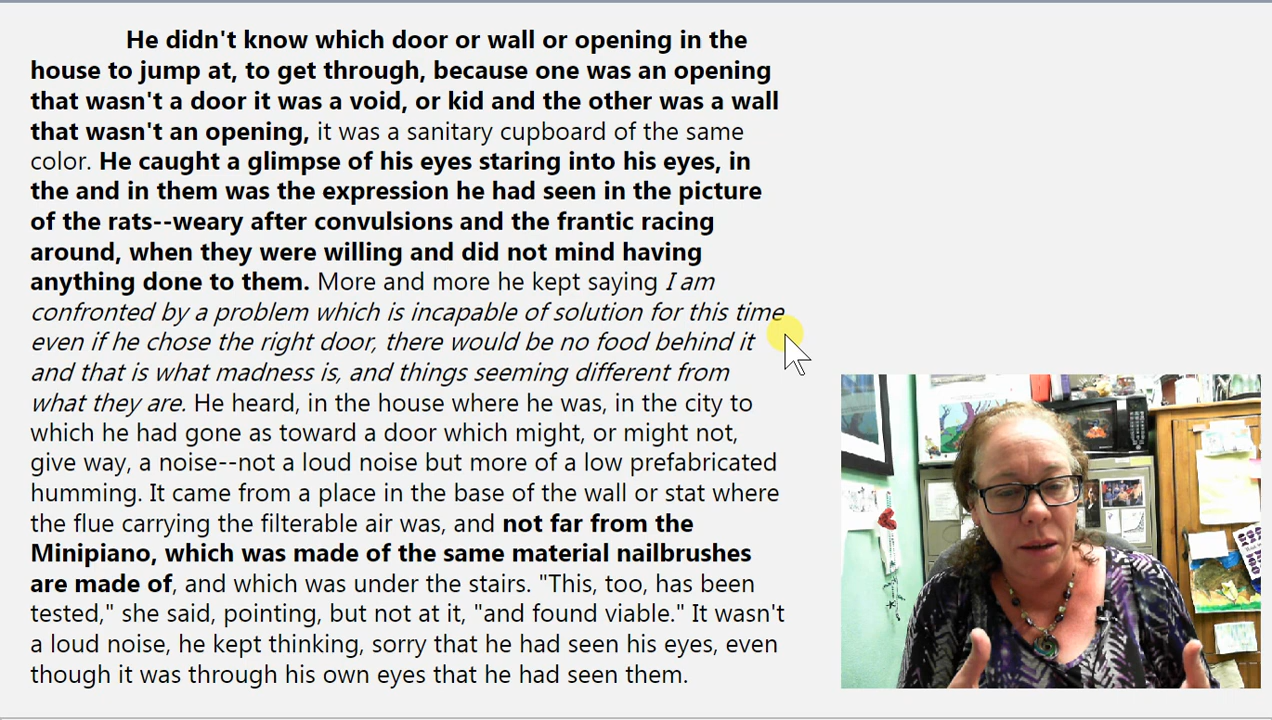 He didn't know which door or wall or opening in the
house to jump at, to get through, because one was an opening
that wasn't a door it was a void, or kid and the other was a wall
that wasn't an opening, it was a sanitary cupboard of the same
color. He caught a glimpse of his eyes staring into his eyes, in
the and in them was the expression he had seen in the picture
of the rats--weary after convulsions and the frantic racing
around, when they were willing and did not mind having
anything done to them. More and more he kept saying I am
confronted by a problem which is incapable of solution for this time
even if he chose the right door, there would be no food behind it
and that is what madness is, and things seeming different from
what they are. He heard, in the house where he was, in the city to
which he had gone as toward a door which might, or might not,
give way, a noise--not a loud noise but more of a low prefabricated
humming. It came from a place in the base of the wall or stat where
the flue carrying the filterable air was, and not far from the
Minipiano, which was made of the same material nailbrushes
are made of, and which was under the stairs. "This, too, has been
tested," she said, pointing, but not at it, "and found viable." It wasn't
a loud noise, he kept thinking, sorry that he had seen his eyes, even
though it was through his own eyes that he had seen them.